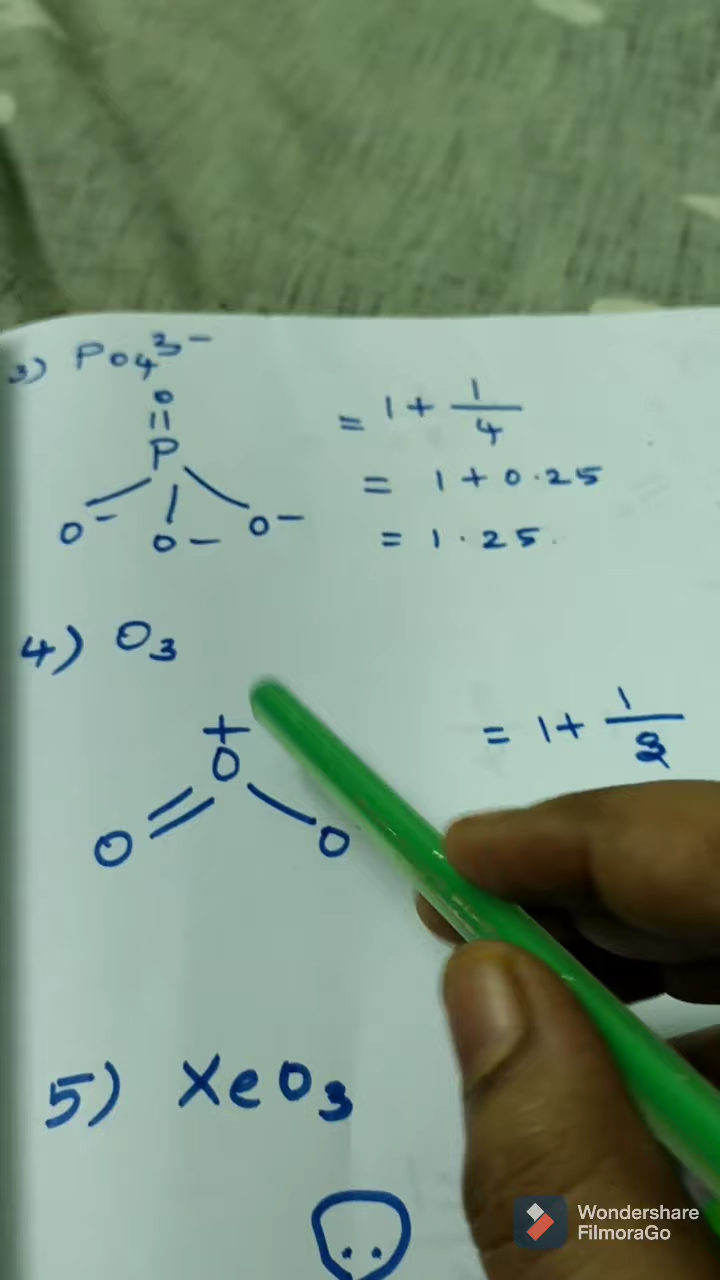 3) PO4 3-
O
||
P
O- O- O-
= 1 + 1/4
= 1 + 0.25
= 1.25.
4) O3
+
O
O O
= 1 +
1
5) XeO3
Wondershare
FilmoraGo